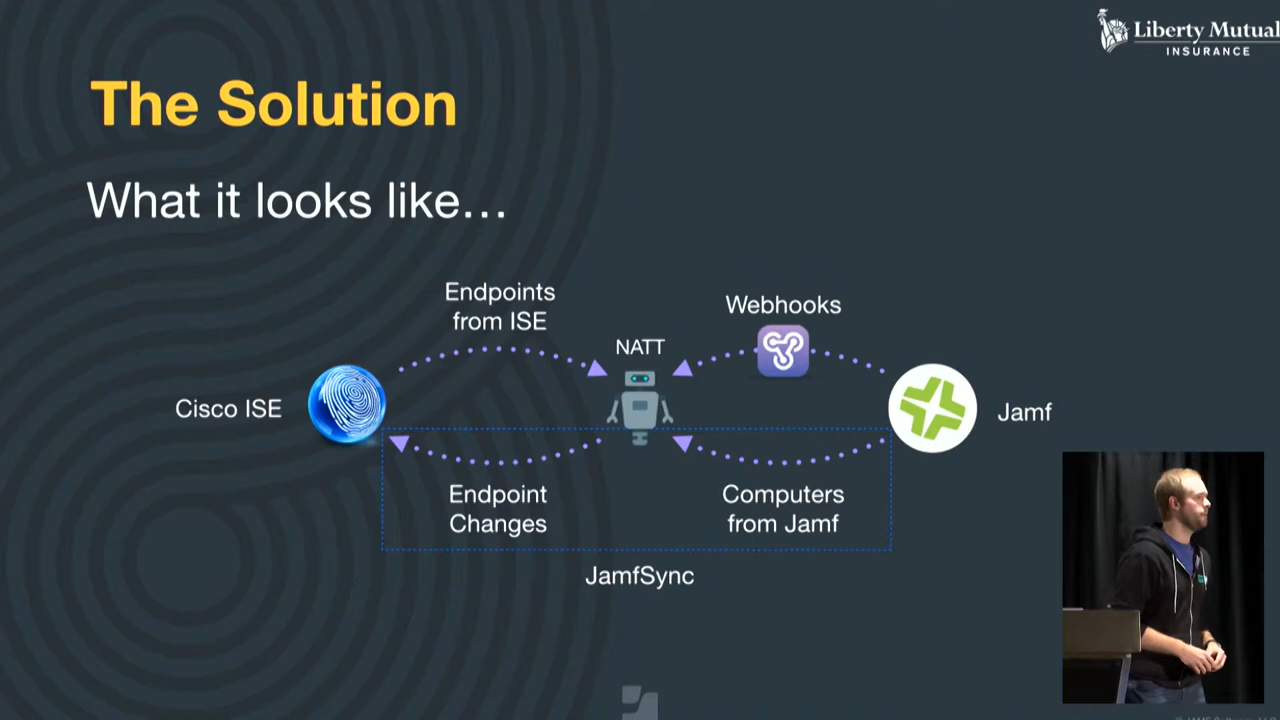 Liberty Mutual
INSURANCE
The Solution
What it looks like…
Endpoints
from ISE
Webhooks
NATT
Cisco ISE
Jamf
Endpoint
Changes
Computers
from Jamf
JamfSync